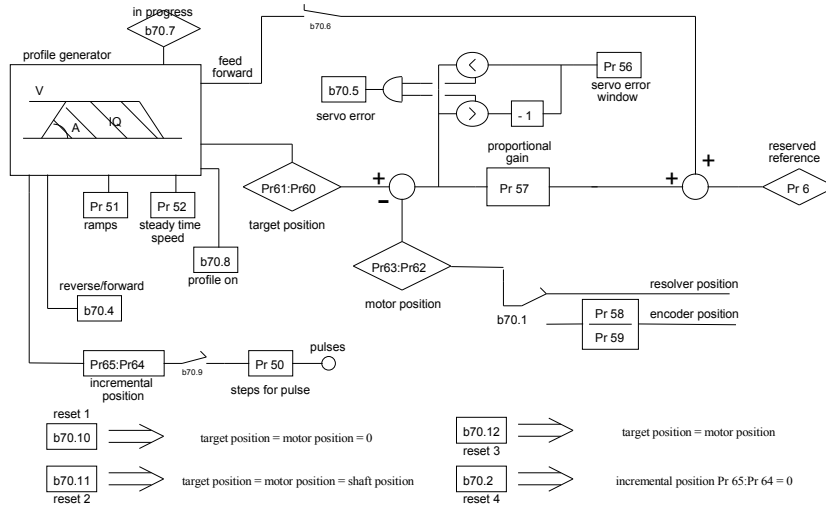 in progress
b70.7
b70.6
profile generator
feed
forward
V
A
IQ
b70.5
servo error
<
>
- 1
Pr 56
servo error
window
proportional
gain
reserved
reference
Pr61:Pr60
+
-
Pr 57
+
+
Pr 6
target position
Pr 51
ramps
Pr 52
steady time
speed
b70.8
profile on
Pr63:Pr62
motor position
resolver position
encoder position
b70.1
Pr 58
Pr 59
reverse/forward
b70.4
pulses
Pr65:Pr64
incremental
position
b70.9
Pr 50
steps for pulse
reset 1
b70.10
target position = motor position = 0
b70.12
reset 3
target position = motor position
b70.11
reset 2
target position = motor position = shaft position
b70.2
reset 4
incremental position Pr 65:Pr 64 = 0